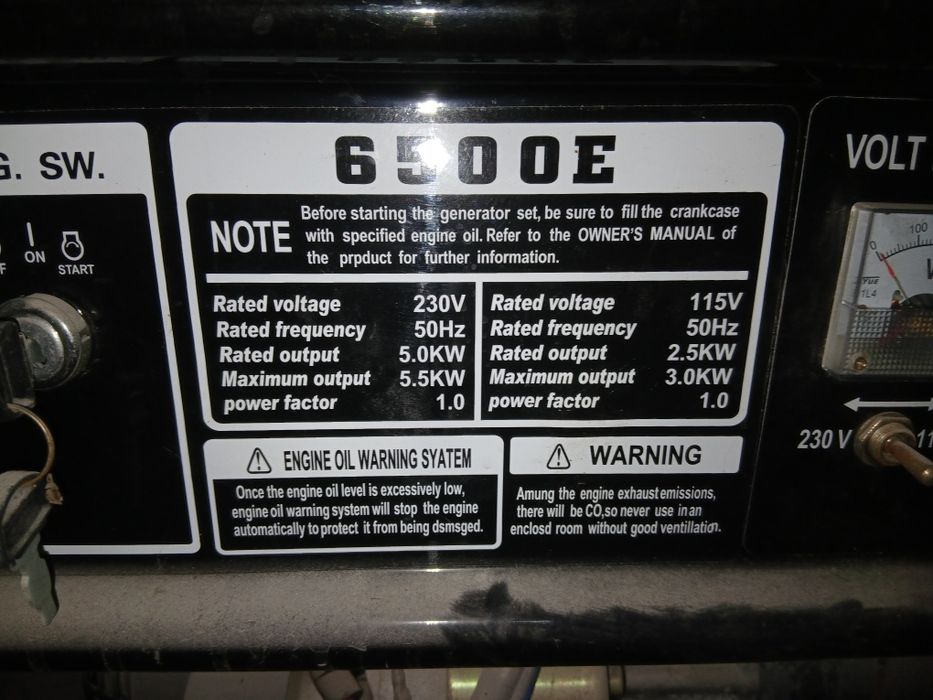 G. SW.
ON
START
6500E
NOTE
Before starting the generator set, be sure to fill the crankcase
with specified engine oil. Refer to the OWNER'S MANUAL of
the prpduct for further information.
Rated voltage 230V
Rated frequency 50Hz
Rated output 5.0KW
Maximum output 5.5KW
power factor 1.0
Rated voltage 115V
Rated frequency 50Hz
Rated output 2.5KW
Maximum output 3.0KW
power factor 1.0
ENGINE OIL WARNING SYATEM
Once the engine oil level is excessively low,
engine oil warning system will stop the engine
automatically to protect it from being dsmsged.
WARNING
Amung the engine exhaust emissions,
there will be CO,so never use in an
enclosd room without good ventillation.
VOLT
0 100
V
1L4
230 V 11